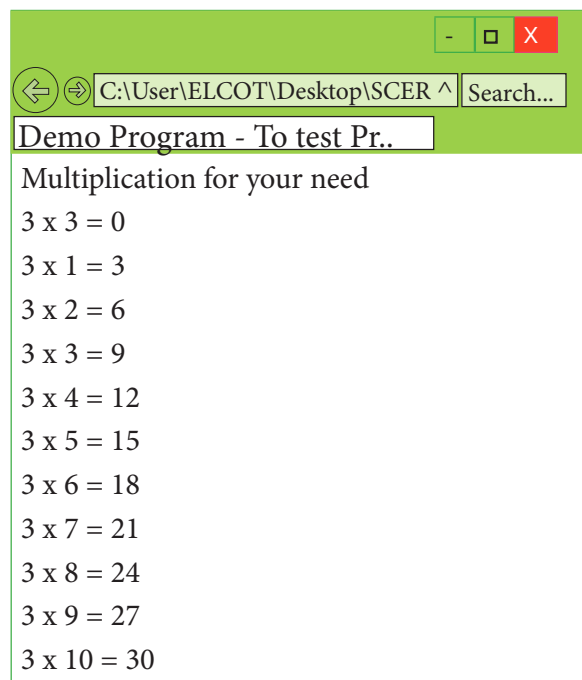 - X
C:\User\ELCOT\Desktop\SCER ^ Search...
Demo Program - To test Pr..
Multiplication for your need
3 x 3 = 0
3 x 1 = 3
3 x 2 = 6
3 x 3 = 9
3 x 4 = 12
3 x 5 = 15
3 x 6 = 18
3 x 7 = 21
3 x 8 = 24
3 x 9 = 27
3 x 10 = 30